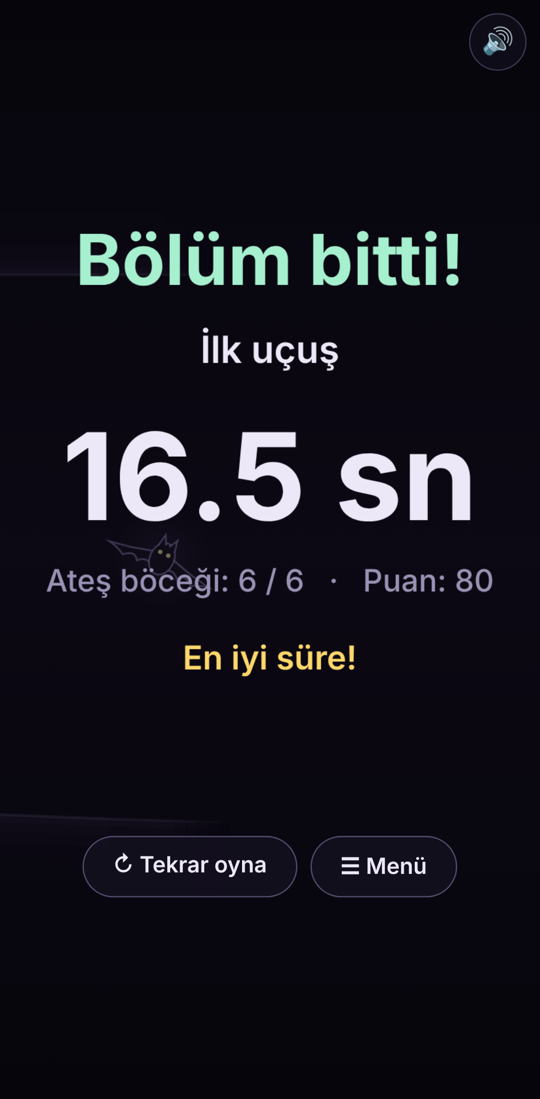 Bölüm bitti!
İlk uçuş
16.5 sn
Ateş böceği: 6 / 6 · Puan: 80
En iyi süre!
↻ Tekrar oyna
☰ Menü